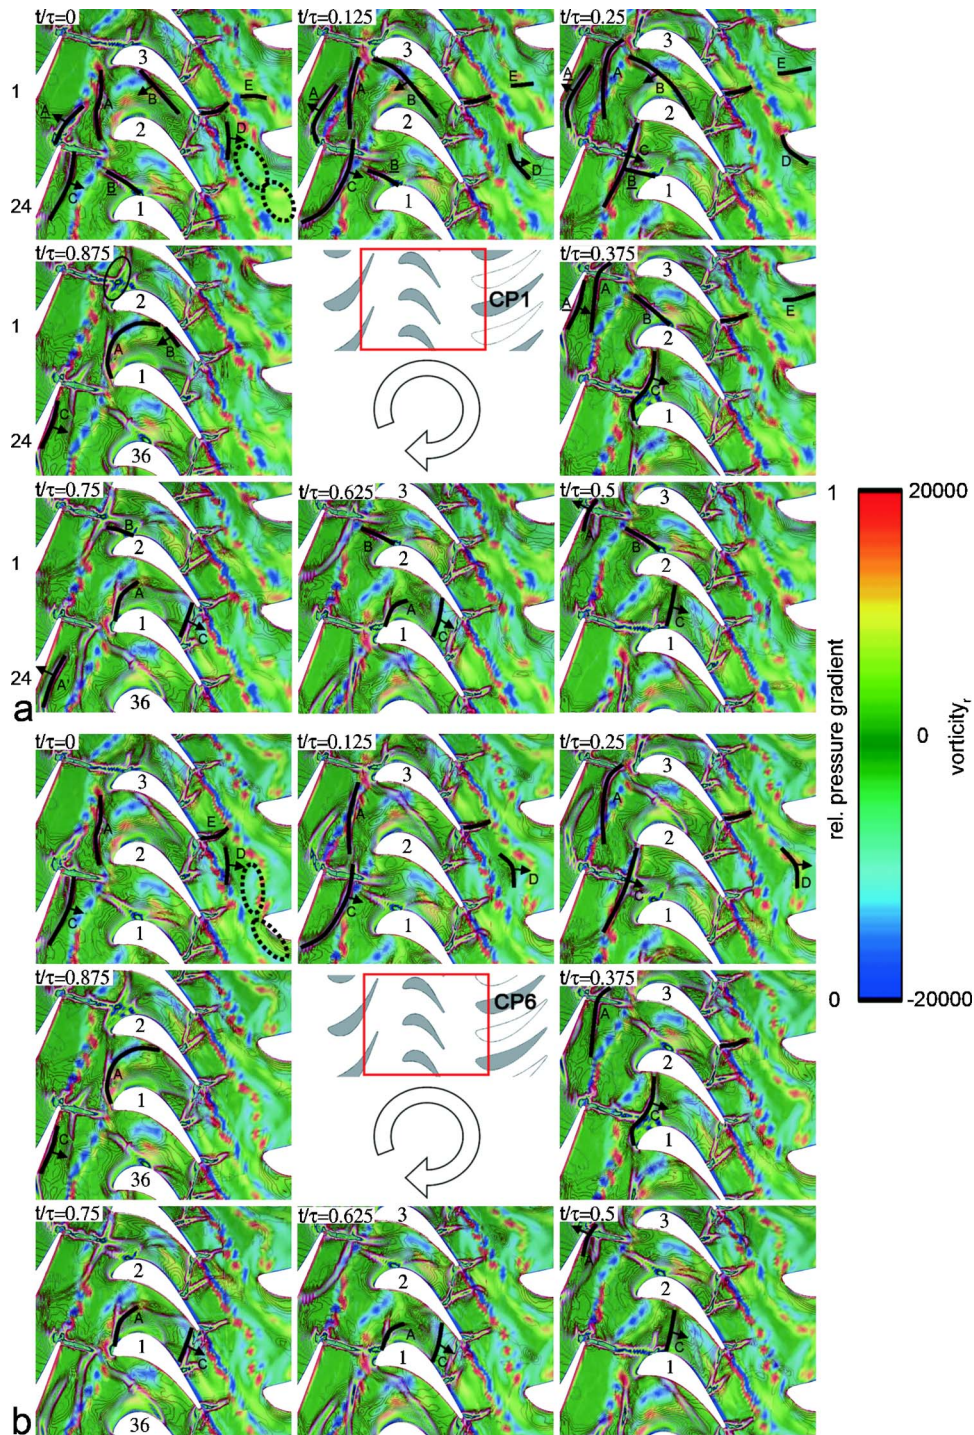 t/τ=0
t/τ=0.125
t/τ=0.25
3
3
3
A
A
B
E
1
A
A
B
E
A
A
B
E
2
D
2
D
2
D
C
B
C
B
C
B
24
1
1
1
t/τ=0.875
t/τ=0.375
3
2
CP1
A
A
B
E
1
A
B
2
1
C
C
1
24
36
t/τ=0.75
t/τ=0.625
3
t/τ=0.5
3
1
20000
B
2
B
2
A
B
2
1
A
A
C
1
C
1
C
1
24
A'
36
a
rel. pressure gradient
0
vorticityr
t/τ=0
t/τ=0.125
t/τ=0.25
3
3
3
A
E
A
A
2
D
2
D
2
D
C
C
C
1
1
1
t/τ=0.875
t/τ=0.375
0
-20000
3
2
CP6
A
A
2
1
C
C
1
36
t/τ=0.75
t/τ=0.625
3
t/τ=0.5
3
2
2
A
2
A
A
C
1
C
1
C
1
36
b